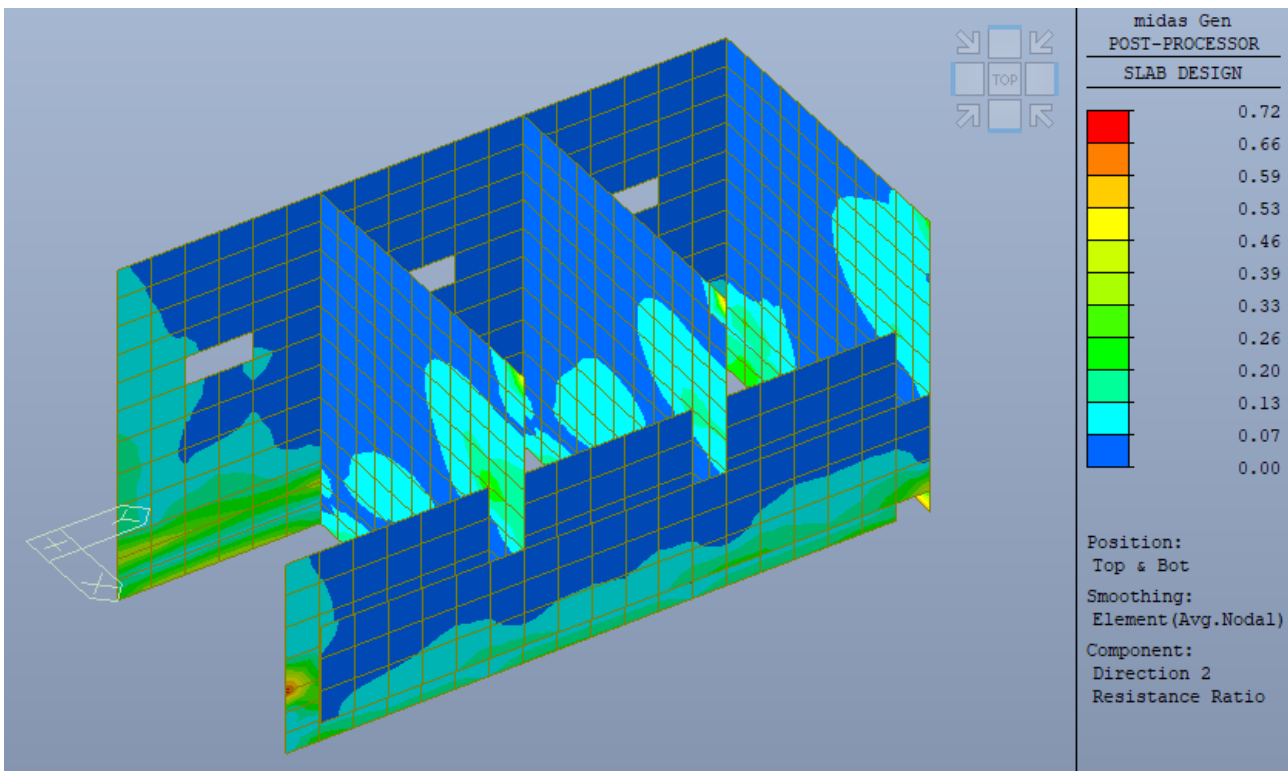 midas Gen
POST-PROCESSOR
SLAB DESIGN
TOP
0.72
0.66
0.59
0.53
0.46
0.39
0.33
0.26
0.20
0.13
0.07
0.00
Position:
Top & Bot
Smoothing:
Element(Avg.Nodal)
Component:
Direction 2
Resistance Ratio